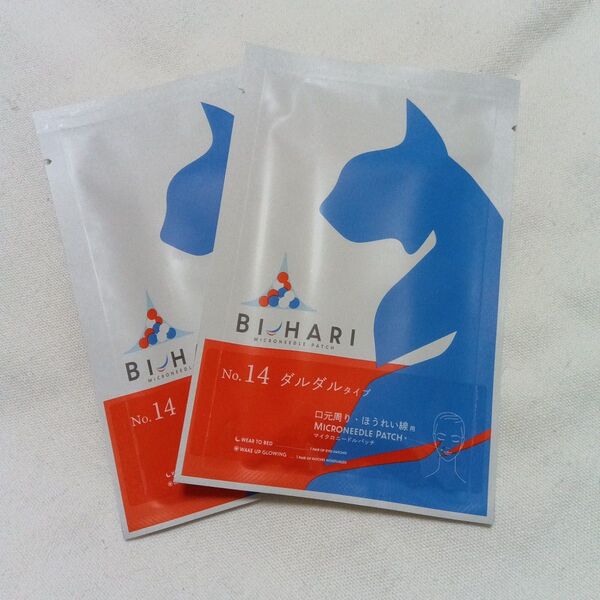 BIHARI
MICRONEEDLE PATCH
No. 14 ダルダルタイプ
口元周り・ほうれい線用
MICRONEEDLE PATCH
マイクロニードルパッチ
WEAR TO BED
WAKE UP GLOWING
BIHARI
MICRONEEDLE
No. 14